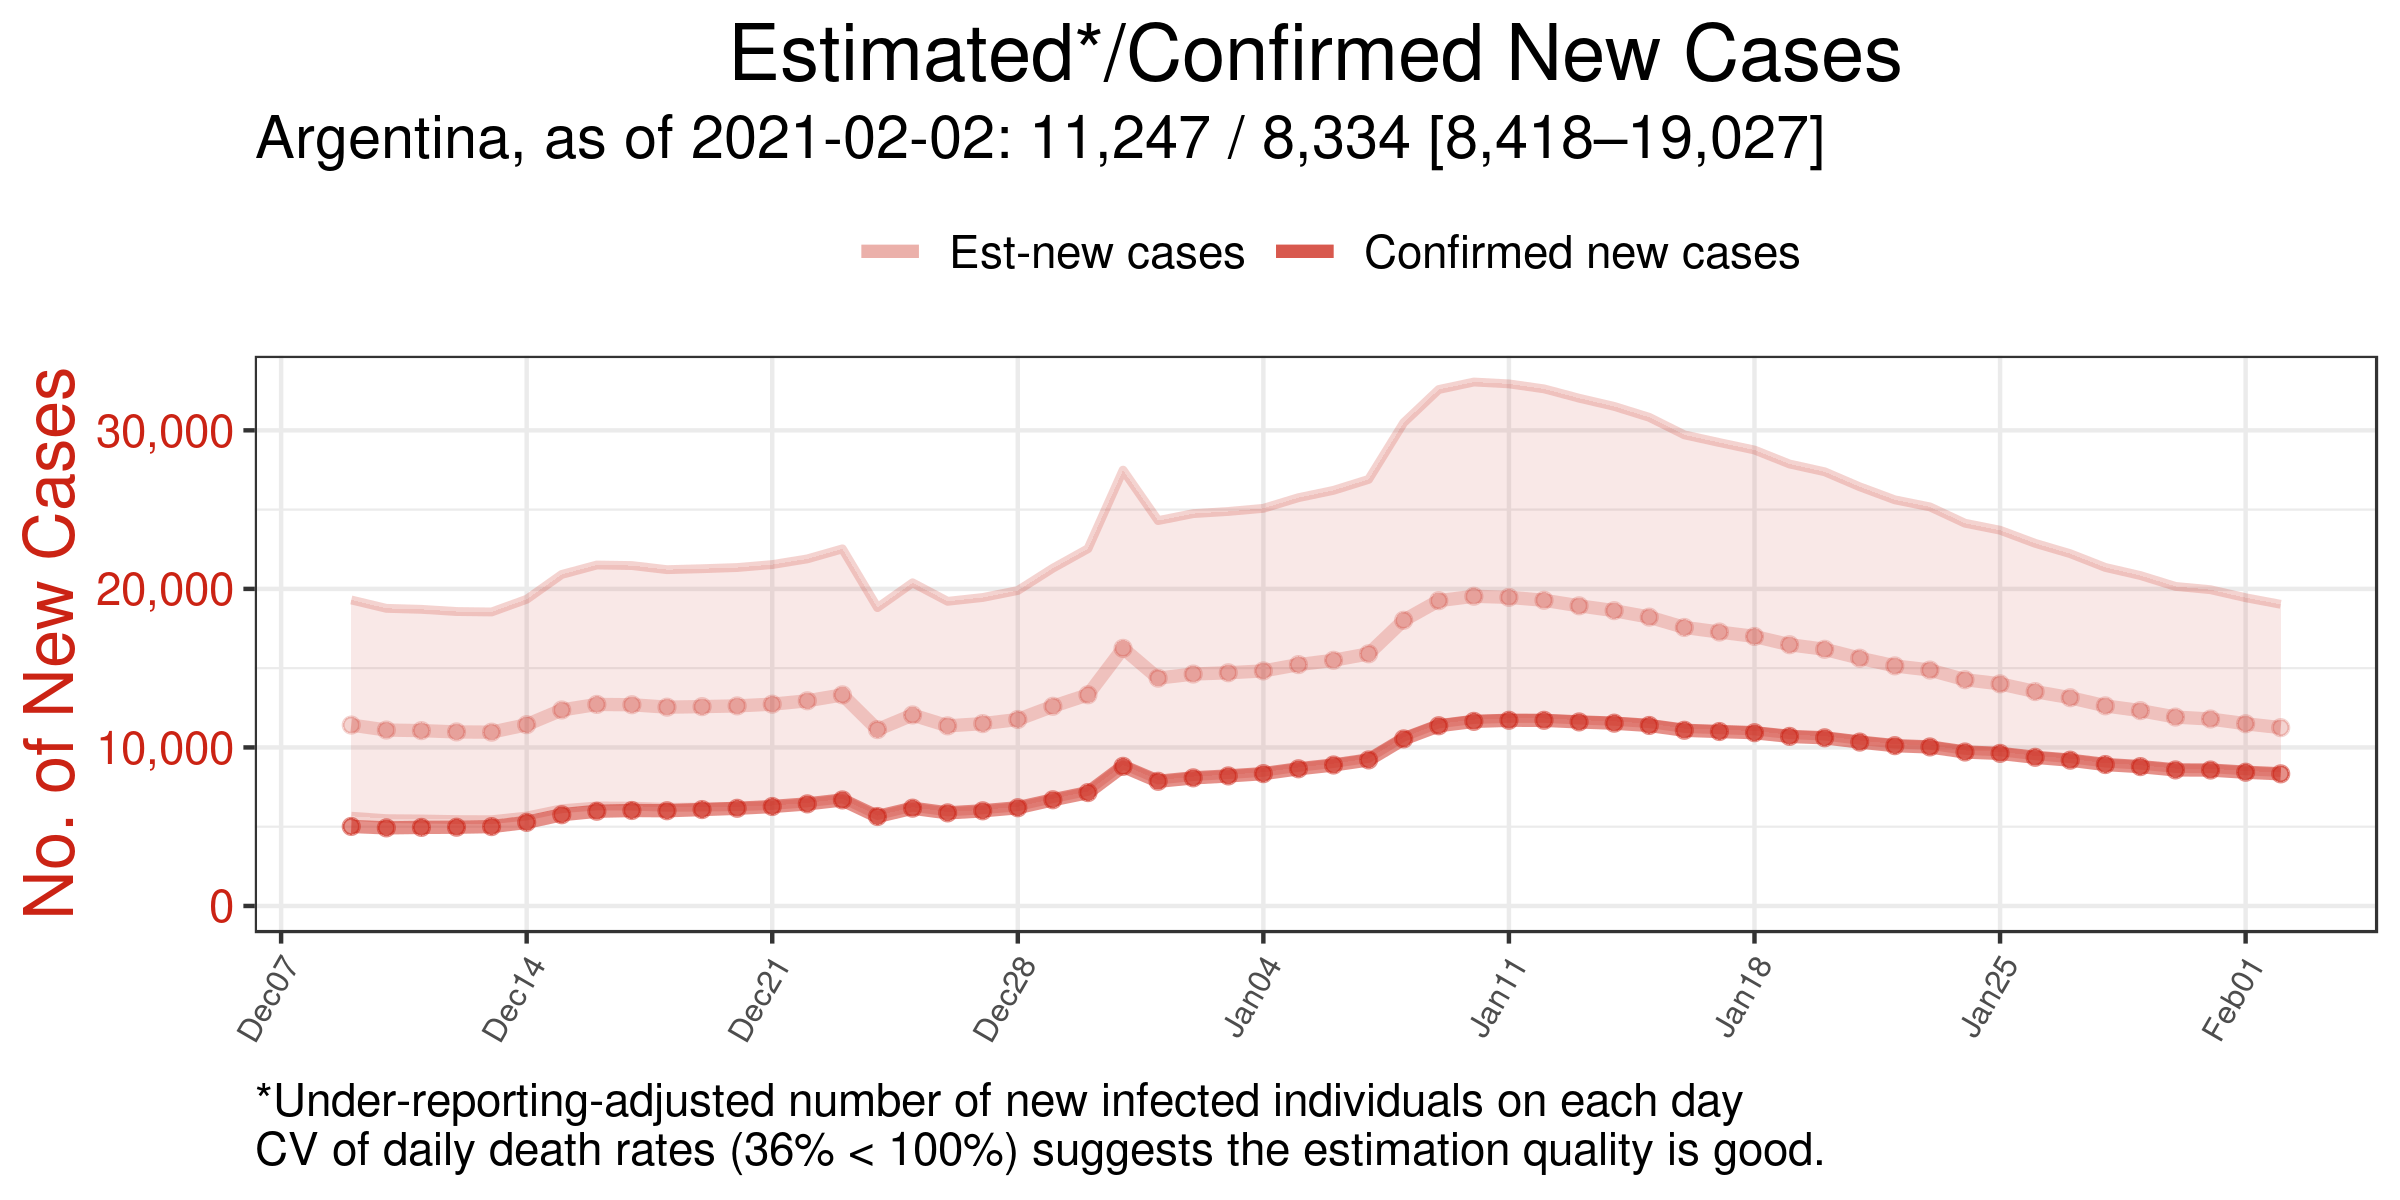 Estimated*/Confirmed New Cases
Argentina, as of 2021-02-02: 11,247 / 8,334 [8,418–19,027]
Est-new cases Confirmed new cases
No. of New Cases
30,000
20,000
10,000
0
Dec07 Dec14 Dec21 Dec28 Jan04 Jan11 Jan18 Jan25 Feb01
*Under-reporting-adjusted number of new infected individuals on each day
CV of daily death rates (36% < 100%) suggests the estimation quality is good.